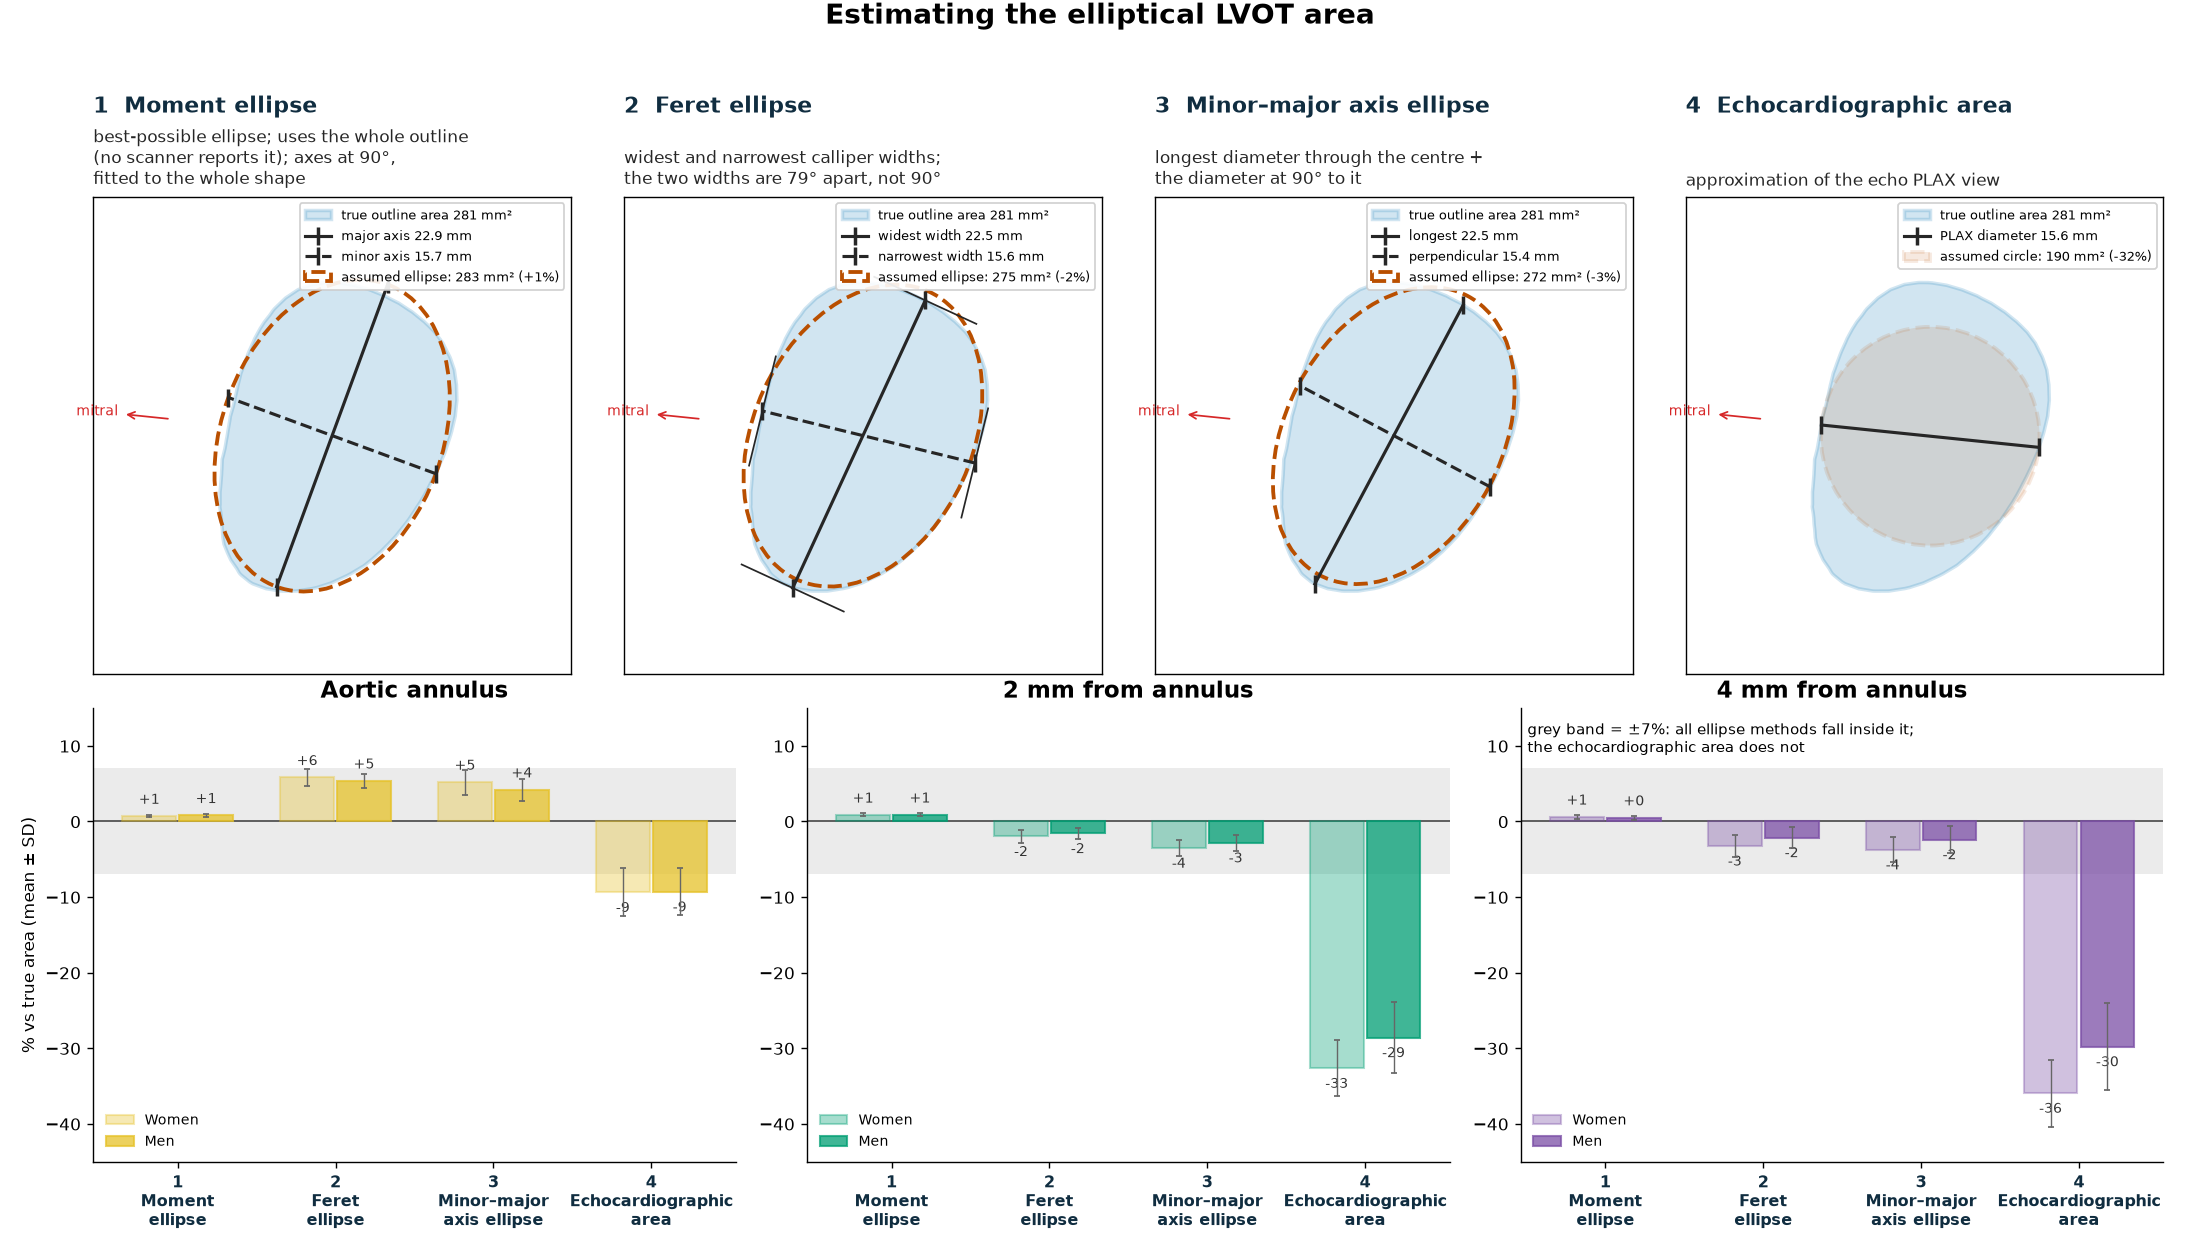 Estimating the elliptical LVOT area
1 Moment ellipse
best-possible ellipse; uses the whole outline
(no scanner reports it); axes at 90°,
fitted to the whole shape
true outline area 281 mm²
major axis 22.9 mm
minor axis 15.7 mm
assumed ellipse: 283 mm² (+1%)
mitral
2 Feret ellipse
widest and narrowest calliper widths;
the two widths are 79° apart, not 90°
true outline area 281 mm²
widest width 22.5 mm
narrowest width 15.6 mm
assumed ellipse: 275 mm² (-2%)
mitral
3 Minor–major axis ellipse
longest diameter through the centre +
the diameter at 90° to it
true outline area 281 mm²
longest 22.5 mm
perpendicular 15.4 mm
assumed ellipse: 272 mm² (-3%)
mitral
4 Echocardiographic area
approximation of the echo PLAX view
true outline area 281 mm²
PLAX diameter 15.6 mm
assumed circle: 190 mm² (-32%)
mitral
Aortic annulus
% vs true area (mean ± SD)
10
0
−10
−20
−30
−40
+1
+1
+6
+5
+5
+4
-9
-9
Women
Men
1
Moment
ellipse
2
Feret
ellipse
3
Minor–major
axis ellipse
4
Echocardiographic
area
2 mm from annulus
10
0
−10
−20
−30
−40
+1
+1
-2
-2
-4
-3
-33
-29
Women
Men
1
Moment
ellipse
2
Feret
ellipse
3
Minor–major
axis ellipse
4
Echocardiographic
area
4 mm from annulus
grey band = ±7%: all ellipse methods fall inside it;
the echocardiographic area does not
10
0
−10
−20
−30
−40
+1
+0
-3
-2
-4
-2
-36
-30
Women
Men
1
Moment
ellipse
2
Feret
ellipse
3
Minor–major
axis ellipse
4
Echocardiographic
area